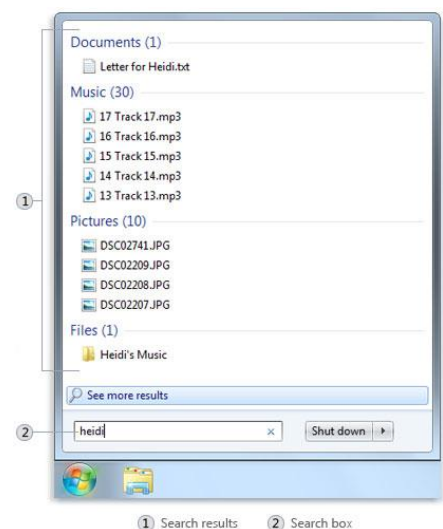 Documents (1)
Letter for Heidi.txt
Music (30)
17 Track 17.mp3
16 Track 16.mp3
15 Track 15.mp3
14 Track 14.mp3
13 Track 13.mp3
1
Pictures (10)
DSC02741.JPG
DSC02209.JPG
DSC02208.JPG
DSC02207.JPG
Files (1)
Heidi's Music
See more results
2 heidi Shut down
1 Search results 2 Search box